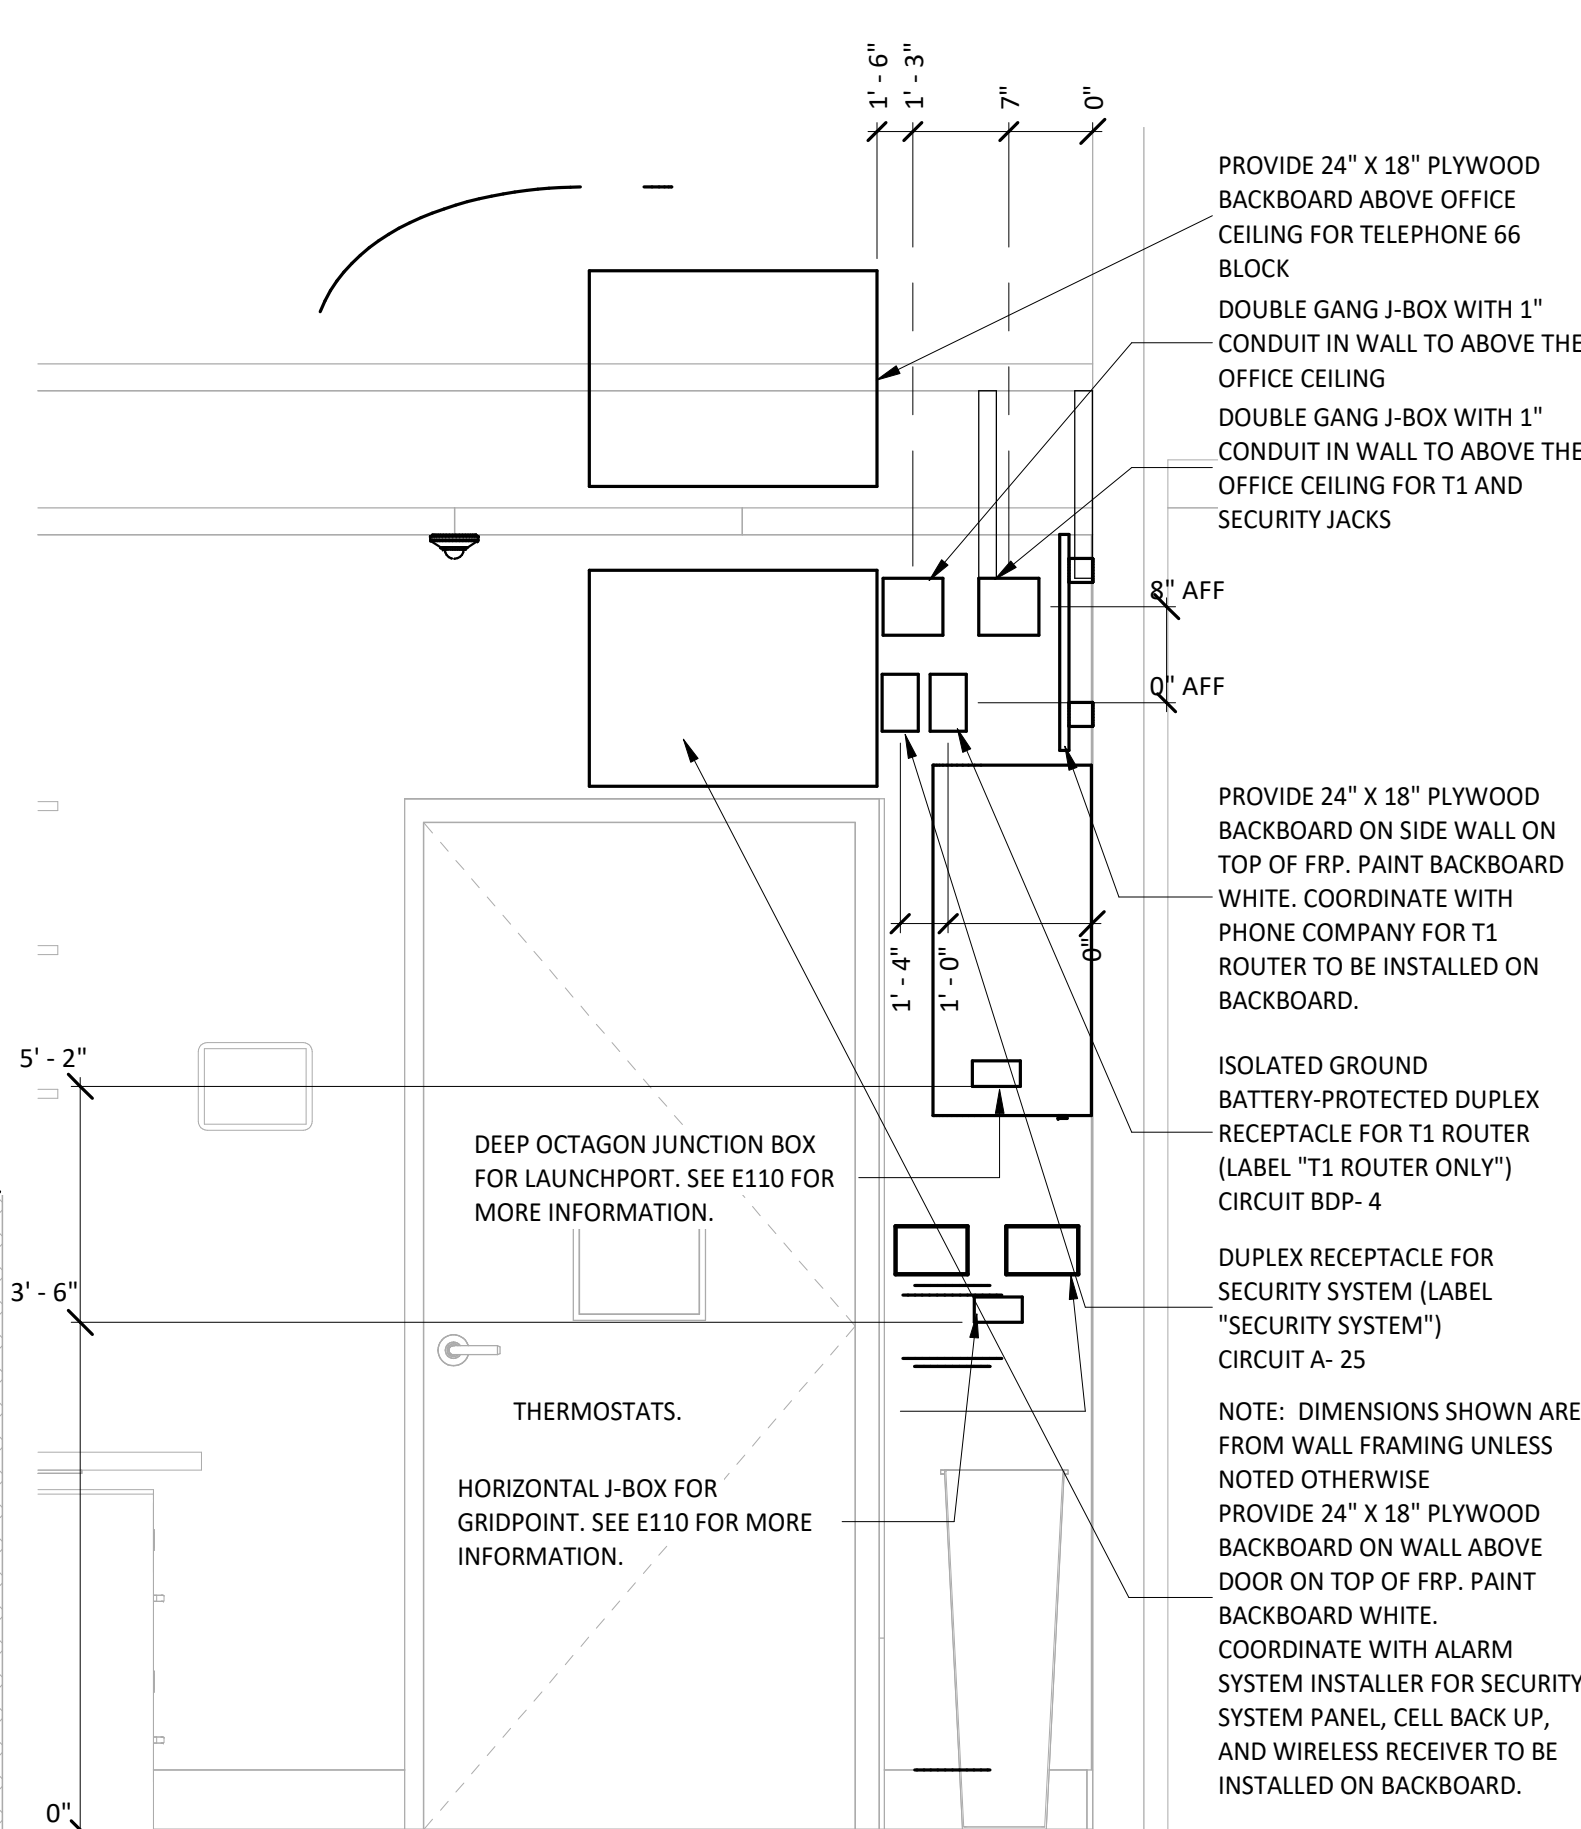 1' - 6"
1' - 3"
7"
0"
PROVIDE 24" X 18" PLYWOOD
BACKBOARD ABOVE OFFICE
CEILING FOR TELEPHONE 66
BLOCK
DOUBLE GANG J-BOX WITH 1"
CONDUIT IN WALL TO ABOVE THE
OFFICE CEILING
DOUBLE GANG J-BOX WITH 1"
CONDUIT IN WALL TO ABOVE THE
OFFICE CEILING FOR T1 AND
SECURITY JACKS
8" AFF
0" AFF
PROVIDE 24" X 18" PLYWOOD
BACKBOARD ON SIDE WALL ON
TOP OF FRP. PAINT BACKBOARD
WHITE. COORDINATE WITH
PHONE COMPANY FOR T1
ROUTER TO BE INSTALLED ON
BACKBOARD.
1' - 4"
1' - 0"
0"
5' - 2"
ISOLATED GROUND
BATTERY-PROTECTED DUPLEX
RECEPTACLE FOR T1 ROUTER
(LABEL "T1 ROUTER ONLY")
CIRCUIT BDP- 4
DEEP OCTAGON JUNCTION BOX
FOR LAUNCHPORT. SEE E110 FOR
MORE INFORMATION.
DUPLEX RECEPTACLE FOR
SECURITY SYSTEM (LABEL
"SECURITY SYSTEM")
CIRCUIT A- 25
3' - 6"
THERMOSTATS.
HORIZONTAL J-BOX FOR
GRIDPOINT. SEE E110 FOR MORE
INFORMATION.
NOTE: DIMENSIONS SHOWN ARE
FROM WALL FRAMING UNLESS
NOTED OTHERWISE
PROVIDE 24" X 18" PLYWOOD
BACKBOARD ON WALL ABOVE
DOOR ON TOP OF FRP. PAINT
BACKBOARD WHITE.
COORDINATE WITH ALARM
SYSTEM INSTALLER FOR SECURITY
SYSTEM PANEL, CELL BACK UP,
AND WIRELESS RECEIVER TO BE
INSTALLED ON BACKBOARD.
0"